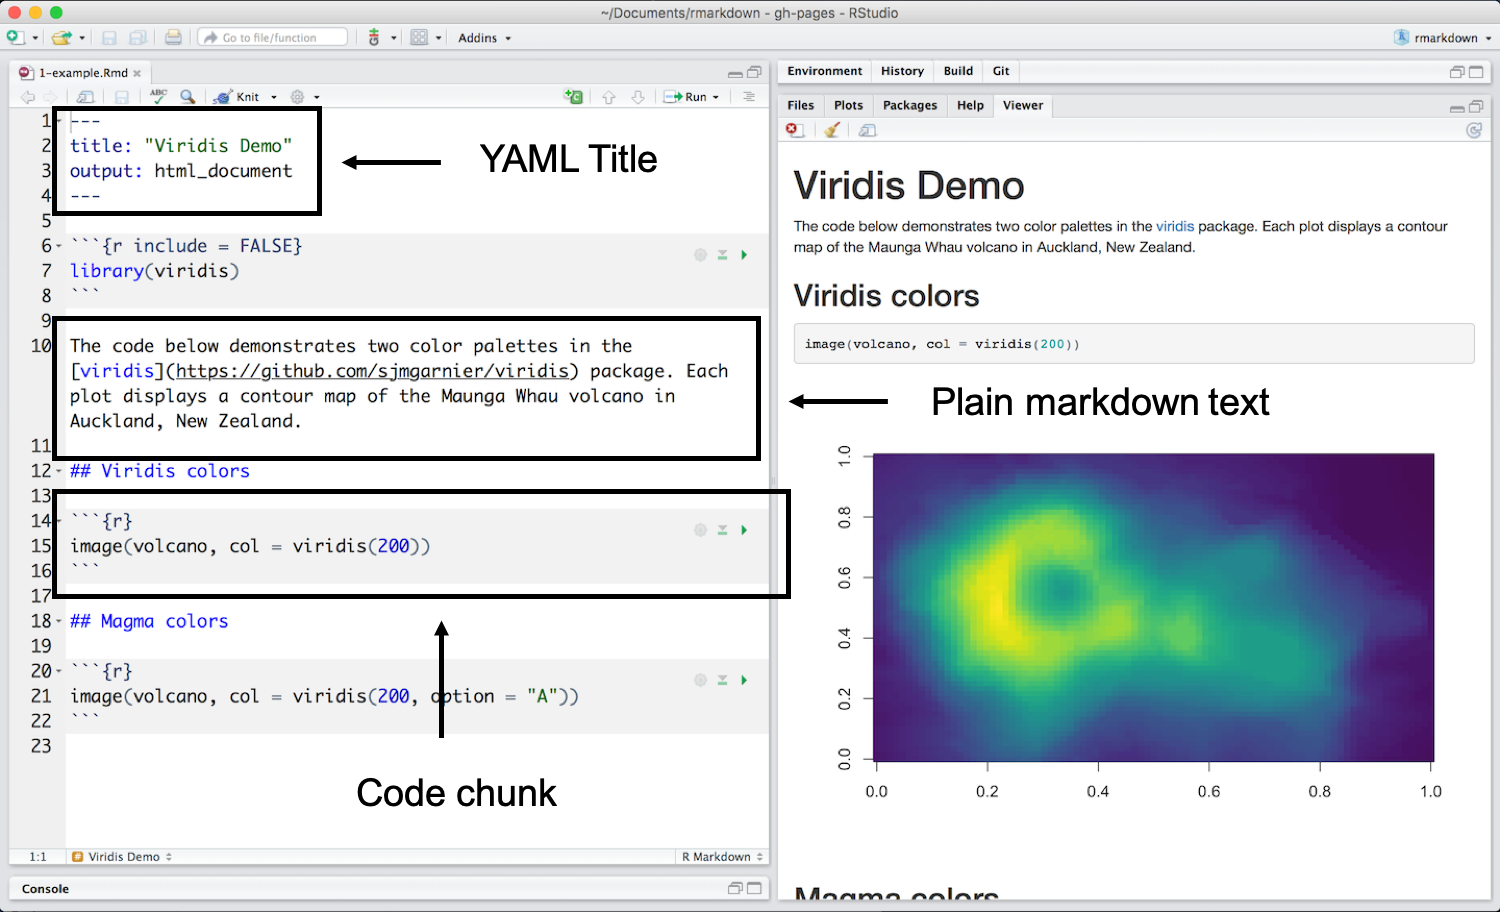 ~/Documents/rmarkdown - gh-pages - RStudio
Go to file/function
Addins
rmarkdown
1-example.Rmd
ABC
Knit
Run
1 ---
2 title: "Viridis Demo"
3 output: html_document
4 ---
5
6 ```{r include = FALSE}
7 library(viridis)
8 ```
9
10 The code below demonstrates two color palettes in the
[viridis](https://github.com/sjmgarnier/viridis) package. Each
plot displays a contour map of the Maunga Whau volcano in
Auckland, New Zealand.
11
12 ## Viridis colors
13
14 ```{r}
15 image(volcano, col = viridis(200))
16 ```
17
18 ## Magma colors
19
20 ```{r}
21 image(volcano, col = viridis(200, option = "A"))
22 ```
23
YAML Title
Plain markdown text
Code chunk
1:1
Viridis Demo
R Markdown
Console
Environment History Build Git
Files Plots Packages Help Viewer
Viridis Demo
The code below demonstrates two color palettes in the viridis package. Each plot displays a contour
map of the Maunga Whau volcano in Auckland, New Zealand.
Viridis colors
image(volcano, col = viridis(200))
1.0
0.8
0.6
0.4
0.2
0.0
0.0 0.2 0.4 0.6 0.8 1.0
Magma colors